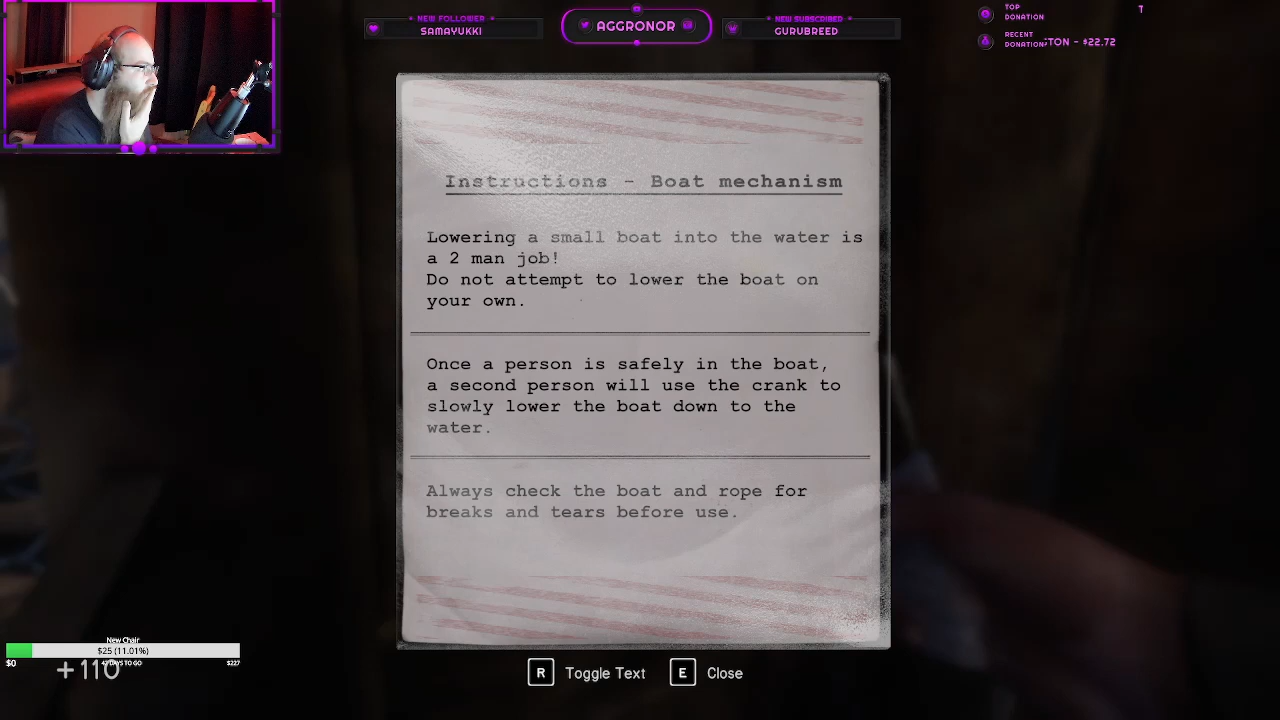 NEW FOLLOWER
SAMAYUKKI
AGGRONOR
NEW SUBSCRIBED
GURUBREED
TOP
DONATION
T
RECENT
DONATION
TON - $22.72
Instructions - Boat mechanism
Lowering a small boat into the water is
a 2 man job!
Do not attempt to lower the boat on
your own.
Once a person is safely in the boat,
a second person will use the crank to
slowly lower the boat down to the
water.
Always check the boat and rope for
breaks and tears before use.
New Chair
$25 (11.01%)
$0
DAYS TO GO
$227
+110
R Toggle Text E Close